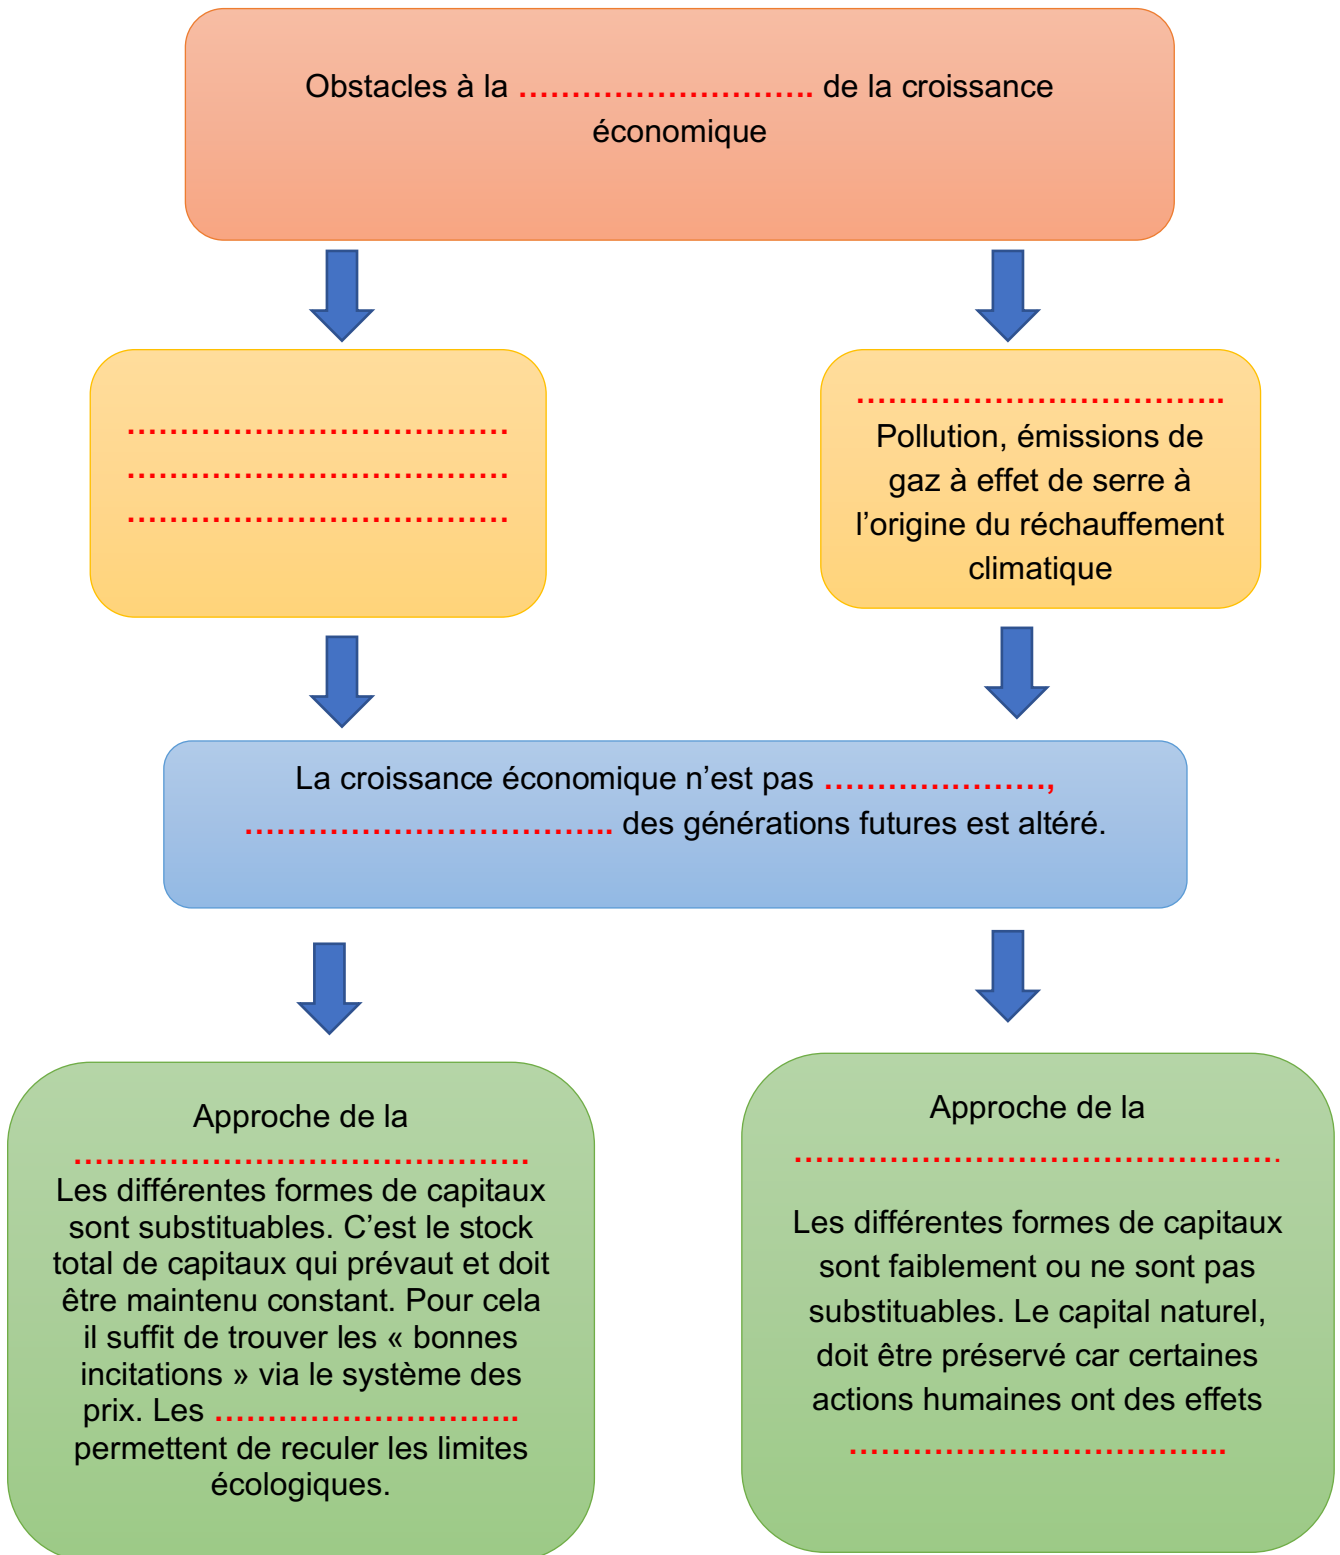 Obstacles à la ………………………. de la croissance
économique
………………………………
………………………………
………………………………
……………………………..
Pollution, émissions de
gaz à effet de serre à
l’origine du réchauffement
climatique
La croissance économique n’est pas …………………,
…………………………….. des générations futures est altéré.
Approche de la
…………………………………….
Les différentes formes de capitaux
sont substituables. C’est le stock
total de capitaux qui prévaut et doit
être maintenu constant. Pour cela
il suffit de trouver les « bonnes
incitations » via le système des
prix. Les ………………………..
permettent de reculer les limites
écologiques.
Approche de la
……………………………………….
Les différentes formes de capitaux
sont faiblement ou ne sont pas
substituables. Le capital naturel,
doit être préservé car certaines
actions humaines ont des effets
……………………………...